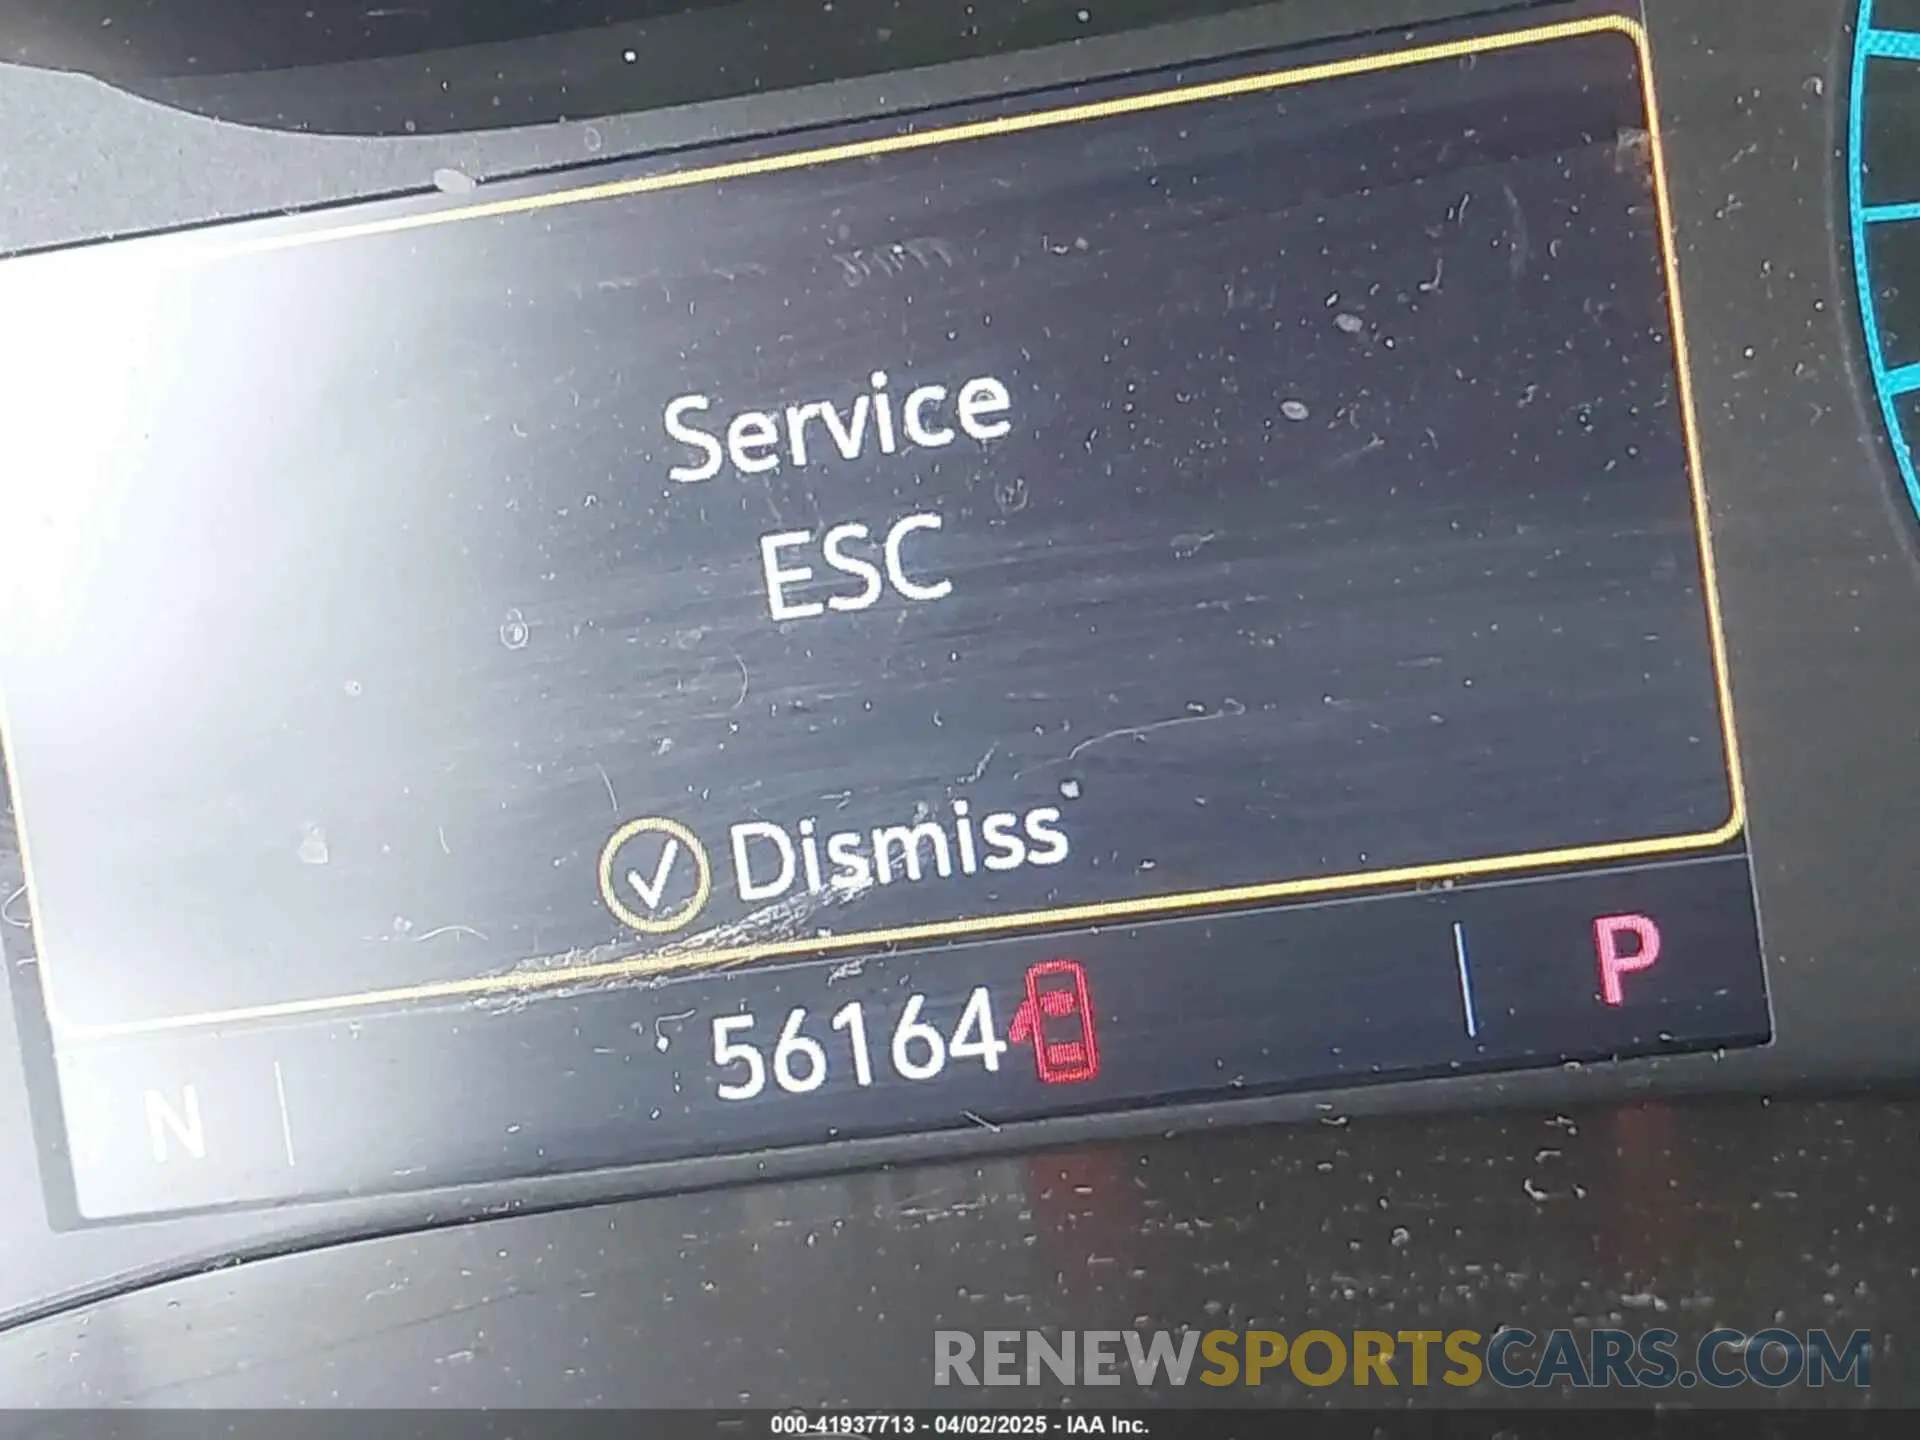 Service
ESC
Dismiss
N 56164 P
RENEWSPORTSCARS.COM
000-41937713 - 04/02/2025 - IAA Inc.